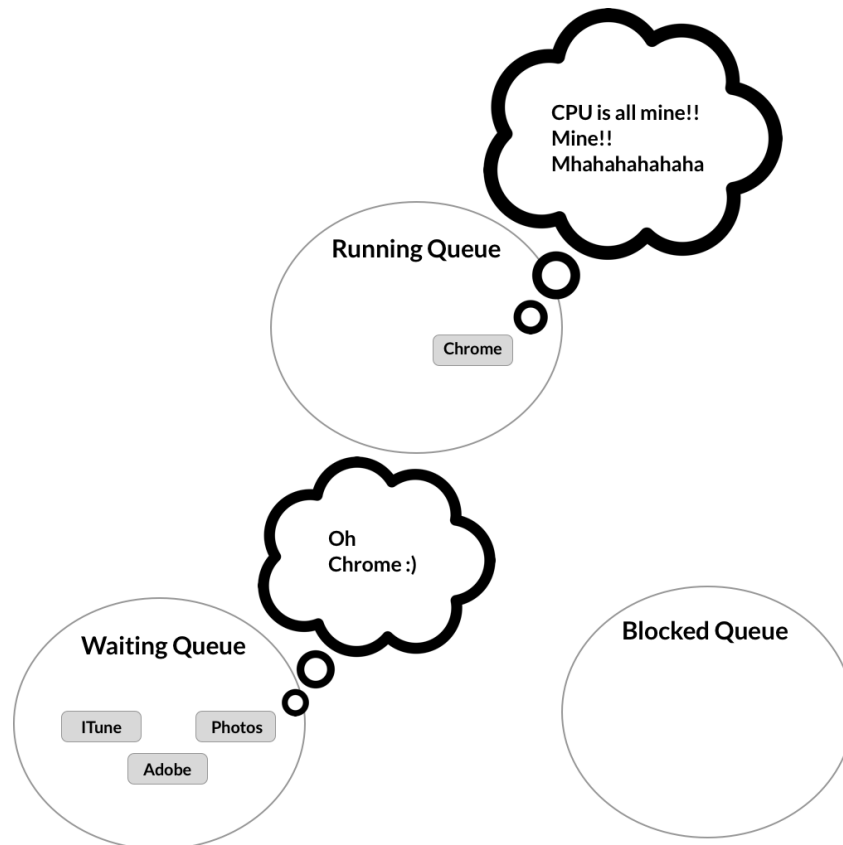 CPU is all mine!!
Mine!!
Mhahahahahaha
Running Queue
Chrome
Oh
Chrome :)
Waiting Queue
Blocked Queue
ITune
Photos
Adobe